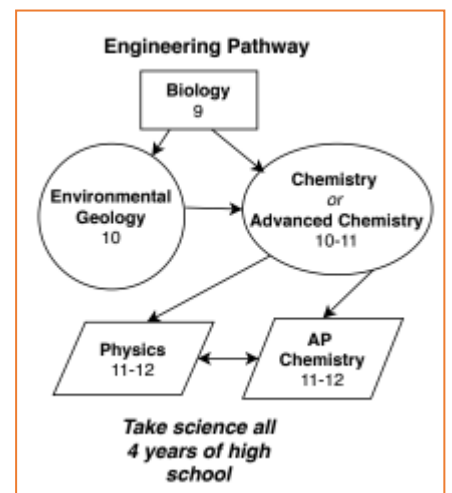 Engineering Pathway
Biology
9
Environmental
Geology
10
Chemistry
or
Advanced Chemistry
10-11
Physics
11-12
AP
Chemistry
11-12
Take science all
4 years of high
school